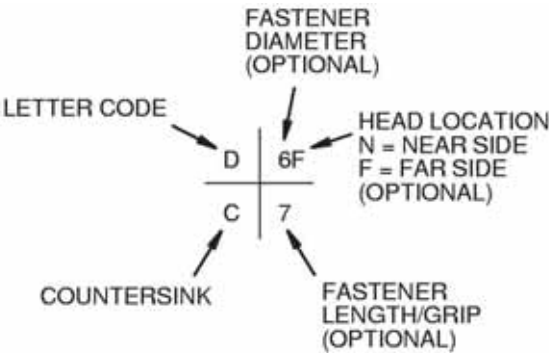 FASTENER
DIAMETER
(OPTIONAL)
LETTER CODE
HEAD LOCATION
N = NEAR SIDE
F = FAR SIDE
(OPTIONAL)
D 6F
C 7
COUNTERSINK
FASTENER
LENGTH/GRIP
(OPTIONAL)